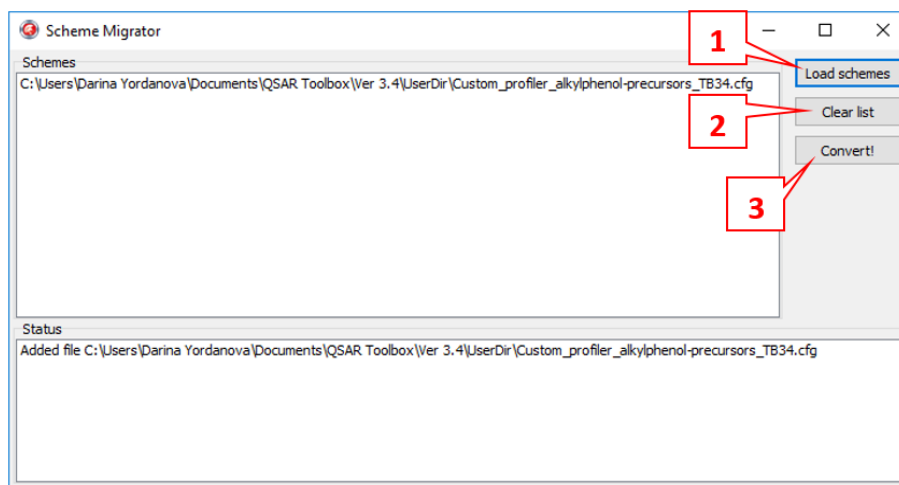 Scheme Migrator
1
Schemes
Load schemes
C:\Users\Darina Yordanova\Documents\QSAR Toolbox\Ver 3.4\UserDir\Custom_profiler_alkylphenol-precursors_TB34.cfg
2
Clear list
Convert!
3
Status
Added file C:\Users\Darina Yordanova\Documents\QSAR Toolbox\Ver 3.4\UserDir\Custom_profiler_alkylphenol-precursors_TB34.cfg